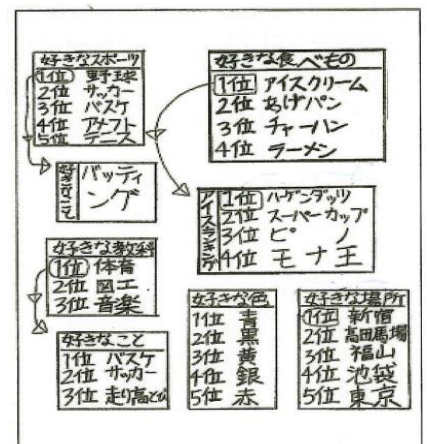 好きなスポーツ
1位 野球
2位 サッカー
3位 バスケ
4位 アメフト
5位 テニス
好きな食べもの
1位 アイスクリーム
2位 あげパン
3位 チャーハン
4位 ラーメン
好きなこと
バッティング
アイスランキング
1位 ハーゲンダッツ
2位 スーパーカップ
3位 ピノ
4位 モナ王
好きな教科
1位 体育
2位 図工
3位 音楽
好きなこと
1位 バスケ
2位 サッカー
3位 走り高とび
好きな色
1位 青
2位 黒
3位 黄
4位 銀
5位 赤
好きな場所
1位 新宿
2位 高田馬場
3位 福山
4位 池袋
5位 東京